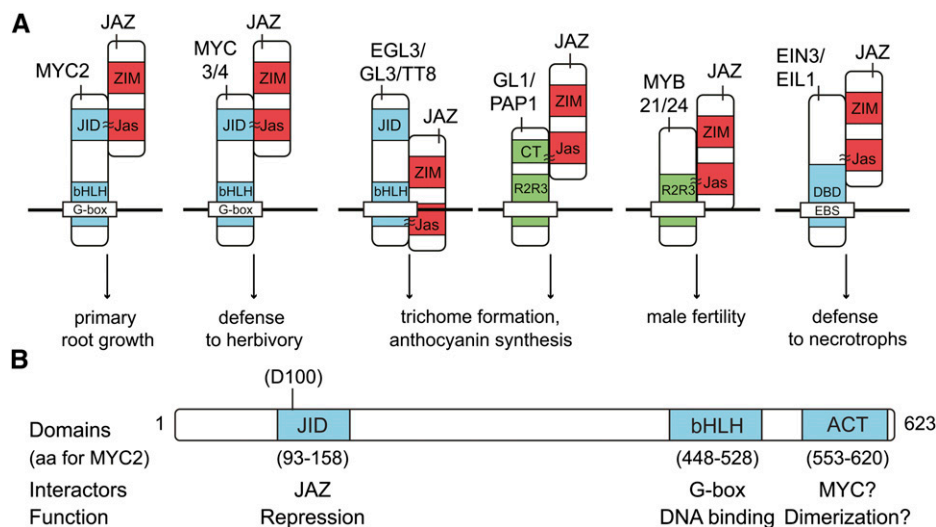 A
JAZ
MYC2
ZIM
JID
Jas
bHLH
G-box
primary
root growth
JAZ
MYC
3/4
ZIM
JID
Jas
bHLH
G-box
defense
to herbivory
EGL3/
GL3/TT8
JAZ
JID
ZIM
bHLH
Jas
GL1/
PAP1
JAZ
ZIM
CT
Jas
R2R3
trichome formation,
anthocyanin synthesis
MYB
21/24
JAZ
ZIM
R2R3
Jas
male fertility
EIN3/
EIL1
JAZ
ZIM
Jas
DBD
EBS
defense
to necrotrophs
B
(D100)
1 JID bHLH ACT 623
Domains
(aa for MYC2) (93-158) (448-528) (553-620)
Interactors JAZ G-box MYC?
Function Repression DNA binding Dimerization?